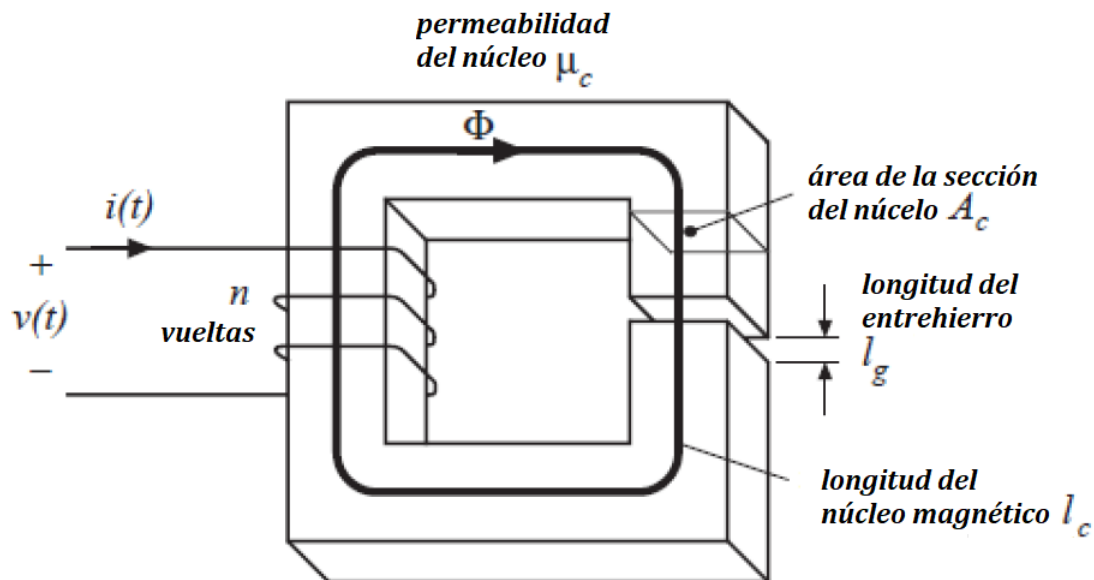 permeabilidad
del núcleo μc
Φ
i(t)
+
v(t)
−
n
vueltas
área de la sección
del núcelo Ac
longitud del
entrehierro
lg
longitud del
núcleo magnético lc